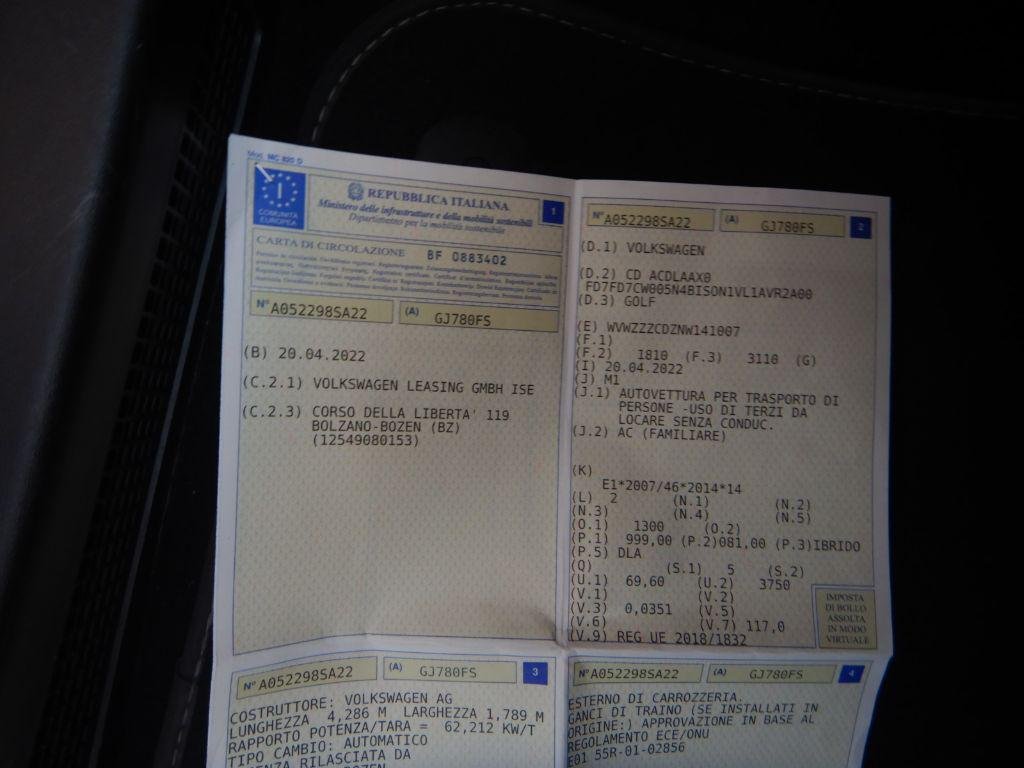 Mod. MC 820 D
I
COMUNITÀ
EUROPEA
REPUBBLICA ITALIANA
Ministero delle infrastrutture e della mobilità sostenibili
Dipartimento per la mobilità sostenibile
1
CARTA DI CIRCOLAZIONE BF 0883402
N° A052298SA22 (A) GJ780FS
(B) 20.04.2022
(C.2.1) VOLKSWAGEN LEASING GMBH ISE
(C.2.3) CORSO DELLA LIBERTA' 119
BOLZANO-BOZEN (BZ)
(12549080153)
N° A052298SA22 (A) GJ780FS 2
(D.1) VOLKSWAGEN
(D.2) CD ACDLAAX0
FD7FD7CW005N4BISON1VL1AVR2A00
(D.3) GOLF
(E) WVWZZZCDZNW141007
(F.1)
(F.2) 1810 (F.3) 3110 (G)
(I) 20.04.2022
(J) M1
(J.1) AUTOVETTURA PER TRASPORTO DI
PERSONE -USO DI TERZI DA
LOCARE SENZA CONDUC.
(J.2) AC (FAMILIARE)
(K)
E1*2007/46*2014*14
(L) 2 (N.1) (N.2)
(N.3) (N.4) (N.5)
(O.1) 1300 (O.2)
(P.1) 999,00 (P.2)081,00 (P.3)IBRIDO
(P.5) DLA
(Q) (S.1) 5 (S.2)
(U.1) 69,60 (U.2) 3750
(V.1) (V.2)
(V.3) 0,0351 (V.5)
(V.6) (V.7) 117,0
(V.9) REG UE 2018/1832
IMPOSTA
DI BOLLO
ASSOLTA
IN MODO
VIRTUALE
N° A052298SA22 (A) GJ780FS 3
COSTRUTTORE: VOLKSWAGEN AG
LUNGHEZZA 4,286 M LARGHEZZA 1,789 M
RAPPORTO POTENZA/TARA = 62,212 KW/T
TIPO CAMBIO: AUTOMATICO
RILASCIATA DA
N° A052298SA22 (A) GJ780FS 4
ESTERNO DI CARROZZERIA.
GANCI DI TRAINO (SE INSTALLATI IN
ORIGINE:) APPROVAZIONE IN BASE AL
REGOLAMENTO ECE/ONU
E01 55R-01-02856